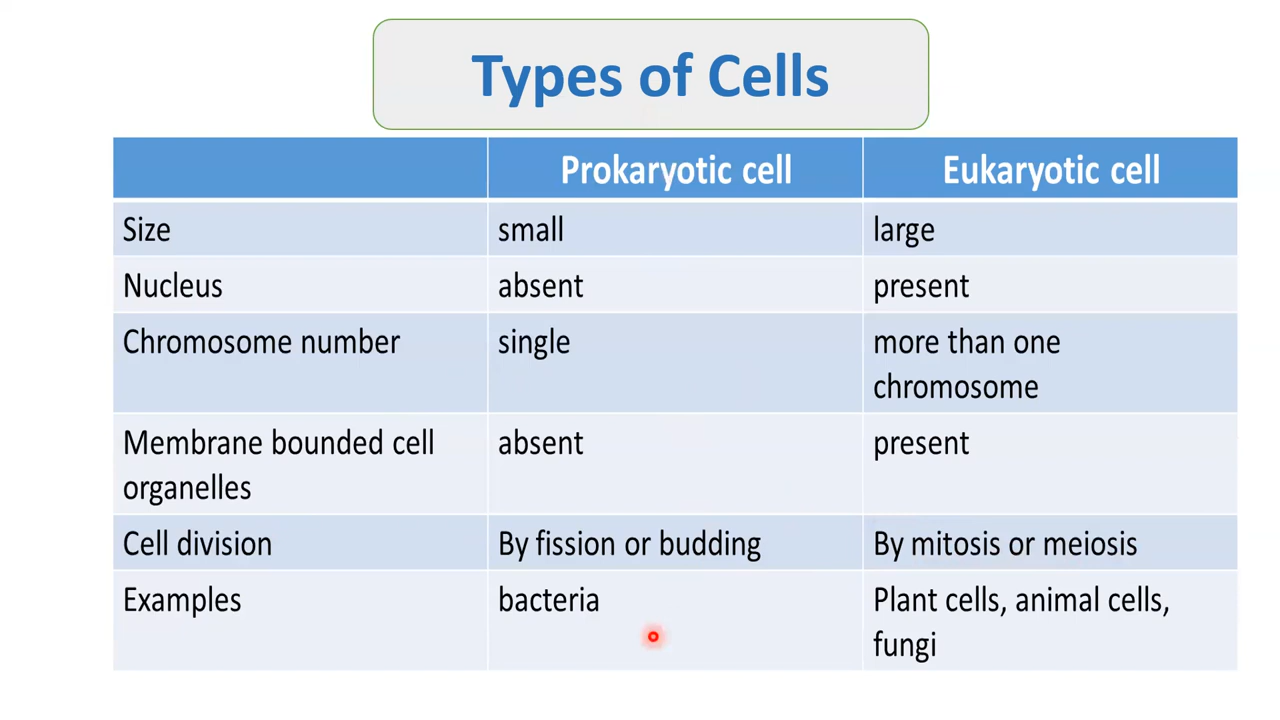 Types of Cells
Prokaryotic cell Eukaryotic cell
Size small large
Nucleus absent present
Chromosome number single more than one
chromosome
Membrane bounded cell absent present
organelles
Cell division By fission or budding By mitosis or meiosis
Examples bacteria Plant cells, animal cells,
fungi